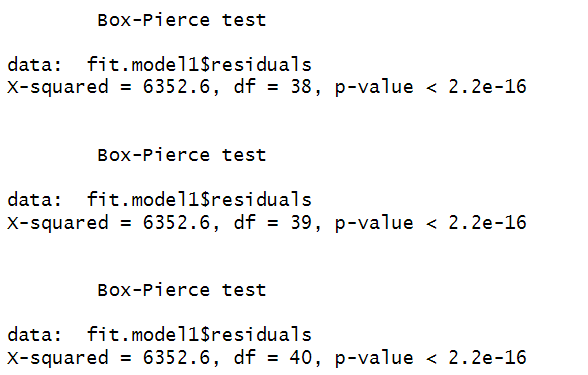 Box-Pierce test
data:  fit.model1$residuals
X-squared = 6352.6, df = 38, p-value < 2.2e-16
Box-Pierce test
data:  fit.model1$residuals
X-squared = 6352.6, df = 39, p-value < 2.2e-16
Box-Pierce test
data:  fit.model1$residuals
X-squared = 6352.6, df = 40, p-value < 2.2e-16